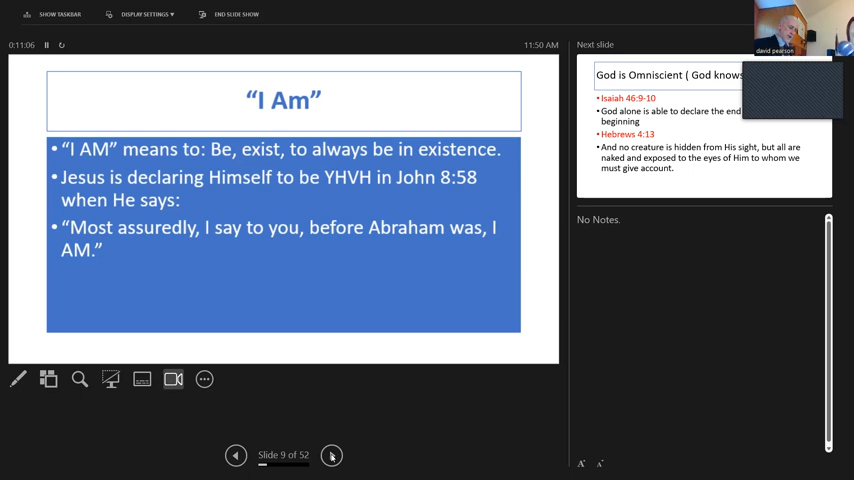 SHOW TASKBAR
DISPLAY SETTINGS ▾
END SLIDE SHOW
0:11:06
11:50 AM
"I Am"
• "I AM" means to: Be, exist, to always be in existence.
• Jesus is declaring Himself to be YHVH in John 8:58
when He says:
• "Most assuredly, I say to you, before Abraham was, I
AM."
Slide 9 of 52
Next slide
God is Omniscient ( God knows
• Isaiah 46:9-10
• God alone is able to declare the end
beginning
• Hebrews 4:13
• And no creature is hidden from His sight, but all are
naked and exposed to the eyes of Him to whom we
must give account.
david pearson
No Notes.
A A